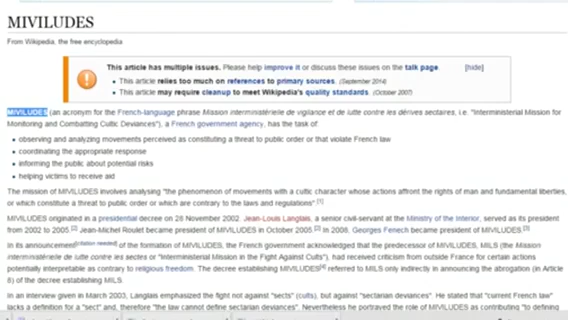 MIVILUDES
From Wikipedia, the free encyclopedia
This article has multiple issues. Please help improve it or discuss these issues on the talk page. [hide]
• This article relies too much on references to primary sources. (September 2014)
• This article may require cleanup to meet Wikipedia's quality standards. (October 2007)
MIVILUDES (an acronym for the French-language phrase Mission interministérielle de vigilance et de lutte contre les dérives sectaires, i.e. "Interministerial Mission for
Monitoring and Combatting Cultic Deviances"), a French government agency, has the task of:
• observing and analyzing movements perceived as constituting a threat to public order or that violate French law
• coordinating the appropriate response
• informing the public about potential risks
• helping victims to receive aid
The mission of MIVILUDES involves analysing "the phenomenon of movements with a cultic character whose actions affront the rights of man and fundamental liberties,
or which constitute a threat to public order or which are contrary to the laws and regulations".[1]
MIVILUDES originated in a presidential decree on 28 November 2002. Jean-Louis Langlais, a senior civil-servant at the Ministry of the Interior, served as its president
from 2002 to 2005.[2] Jean-Michel Roulet became president of MIVILUDES in October 2005.[2] In 2008, Georges Fenech became president of MIVILUDES.[3]
In its announcement[citation needed] of the formation of MIVILUDES, the French government acknowledged that the predecessor of MIVILUDES, MILS (the Mission
interministérielle de lutte contre les sectes or "Interministerial Mission in the Fight Against Cults"), had received criticism from outside France for certain actions
potentially interpretable as contrary to religious freedom. The decree establishing MIVILUDES[4] referred to MILS only indirectly in announcing the abrogation (in Article
8) of the decree establishing MILS.
In an interview given in March 2003, Langlais emphasized the fight not against "sects" (cults), but against "sectarian deviances". He stated that "current French law"
lacks a definition for a "sect" and, therefore "the law cannot define sectarian deviances". Nevertheless he portrayed the role of MIVILUDES as contributing "to defining